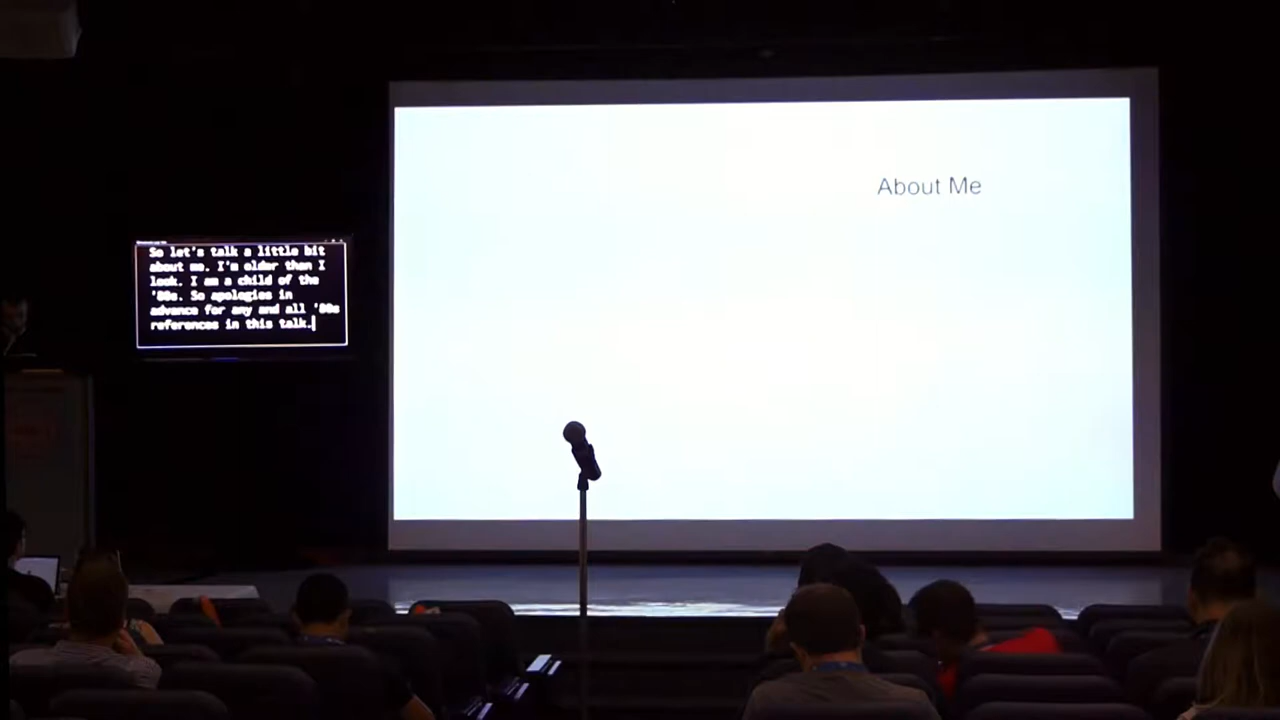 So let's talk a little bit
about me. I'm older than I
look. I am a child of the
'80s. So apologies in
advance for any and all '80s
references in this talk.
About Me